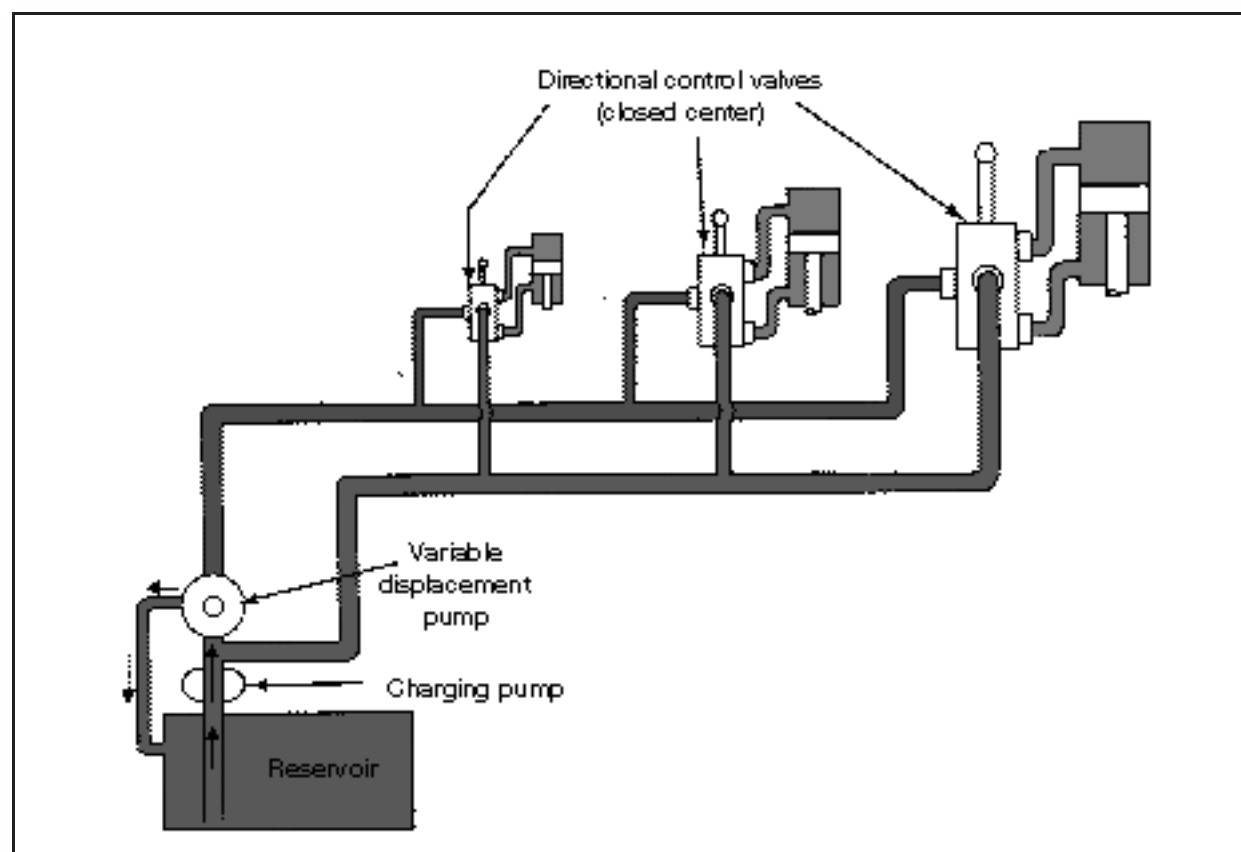 Directional control valves
(closed center)
Variable
displacement
pump
Charging pump
Reservoir